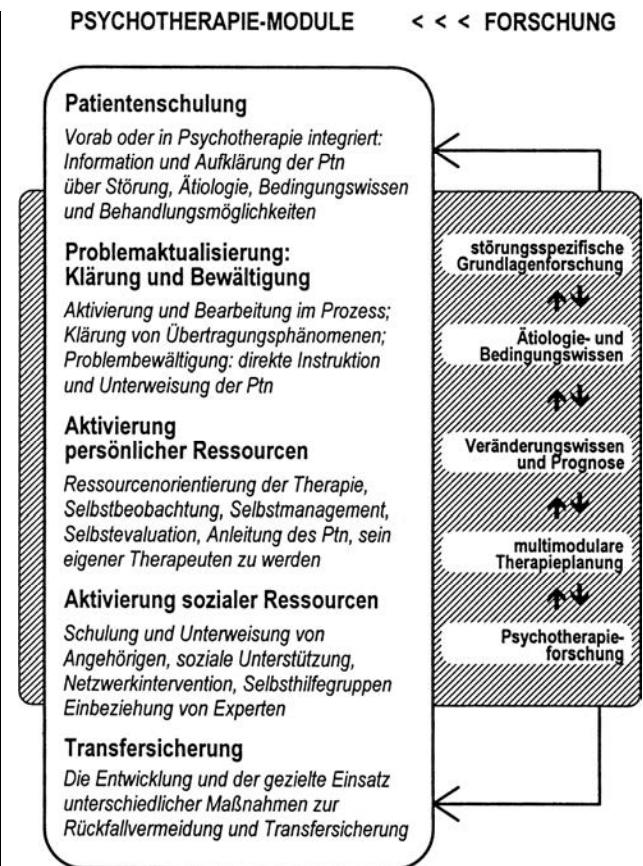 PSYCHOTHERAPIE-MODULE < < < FORSCHUNG
Patientenschulung
Vorab oder in Psychotherapie integriert:
Information und Aufklärung der Ptn
über Störung, Ätiologie, Bedingungswissen
und Behandlungsmöglichkeiten
Problemaktualisierung:
Klärung und Bewältigung
Aktivierung und Bearbeitung im Prozess;
Klärung von Übertragungsphänomenen;
Problembewältigung: direkte Instruktion
und Unterweisung der Ptn
Aktivierung
persönlicher Ressourcen
Ressourcenorientierung der Therapie,
Selbstbeobachtung, Selbstmanagement,
Selbstevaluation, Anleitung des Ptn, sein
eigener Therapeuten zu werden
Aktivierung sozialer Ressourcen
Schulung und Unterweisung von
Angehörigen, soziale Unterstützung,
Netzwerkintervention, Selbsthilfegruppen
Einbeziehung von Experten
Transfersicherung
Die Entwicklung und der gezielte Einsatz
unterschiedlicher Maßnahmen zur
Rückfallvermeidung und Transfersicherung
störungsspezifische
Grundlagenforschung
Ätiologie- und
Bedingungswissen
Veränderungswissen
und Prognose
multimodulare
Therapieplanung
Psychotherapie-
forschung